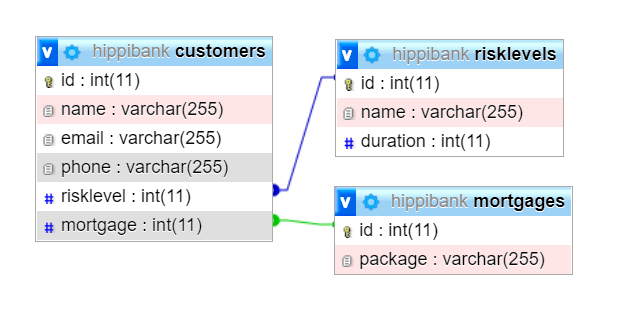 v hippibank customers
id : int(11)
name : varchar(255)
email : varchar(255)
phone : varchar(255)
# risklevel : int(11)
# mortgage : int(11)
v hippibank risklevels
id : int(11)
name : varchar(255)
# duration : int(11)
v hippibank mortgages
id : int(11)
package : varchar(255)